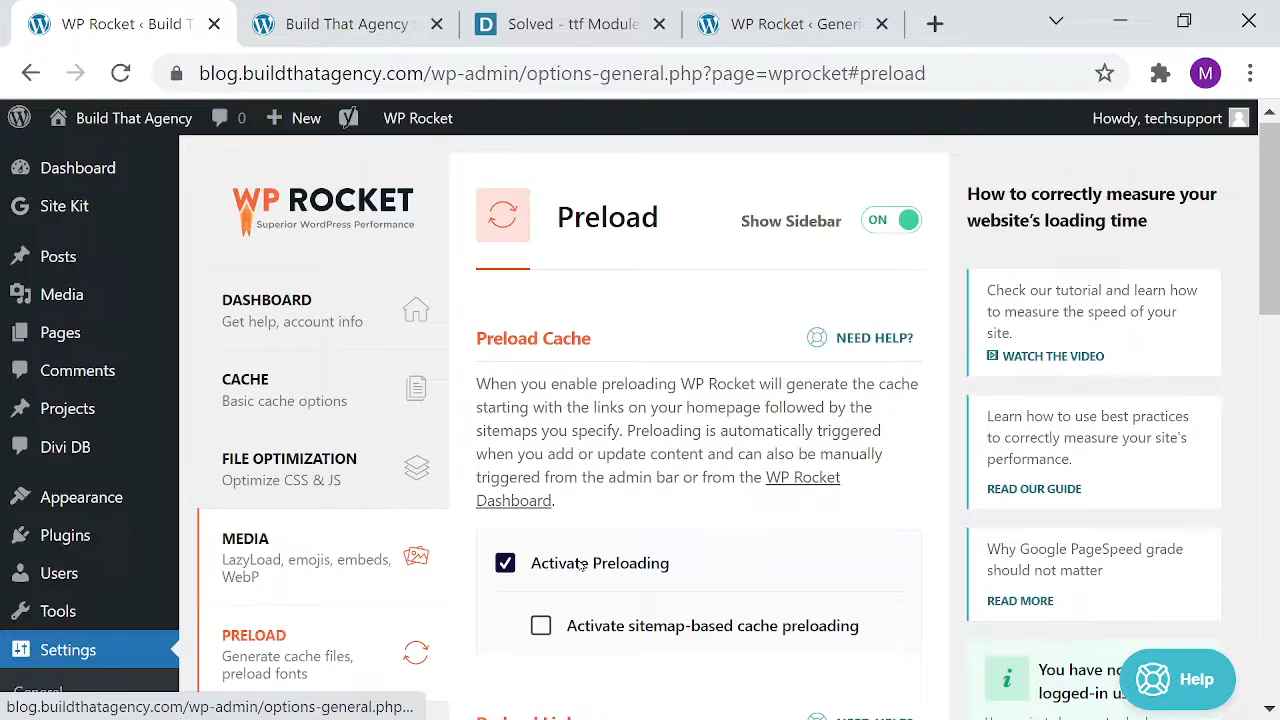 WP Rocket ‹ Build T
Build That Agency
Solved - ttf Module
WP Rocket ‹ Generi
blog.buildthatagency.com/wp-admin/options-general.php?page=wprocket#preload
M
Build That Agency
0
New
WP Rocket
Howdy, techsupport
Dashboard
Site Kit
Posts
Media
Pages
Comments
Projects
Divi DB
Appearance
Plugins
Users
Tools
Settings
General
blog.buildthatagency.com/wp-admin/options-general.php...
WP ROCKET
Superior WordPress Performance
DASHBOARD
Get help, account info
CACHE
Basic cache options
FILE OPTIMIZATION
Optimize CSS & JS
MEDIA
LazyLoad, emojis, embeds,
WebP
PRELOAD
Generate cache files,
preload fonts
Preload
Show Sidebar
ON
Preload Cache
NEED HELP?
When you enable preloading WP Rocket will generate the cache
starting with the links on your homepage followed by the
sitemaps you specify. Preloading is automatically triggered
when you add or update content and can also be manually
triggered from the admin bar or from the WP Rocket
Dashboard.
Activate Preloading
Activate sitemap-based cache preloading
How to correctly measure your
website's loading time
Check our tutorial and learn how
to measure the speed of your
site.
WATCH THE VIDEO
Learn how to use best practices
to correctly measure your site's
performance.
READ OUR GUIDE
Why Google PageSpeed grade
should not matter
READ MORE
You have no
logged-in u
Help